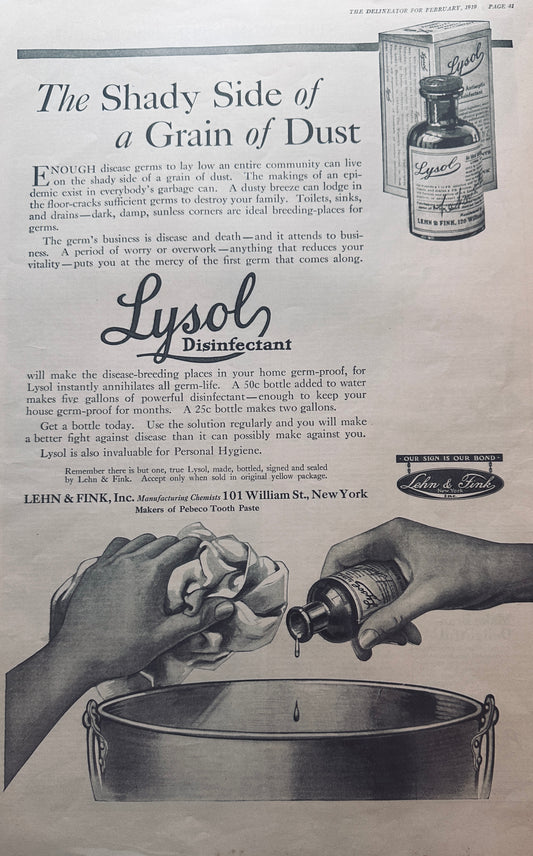 THE DELINEATOR FOR FEBRUARY, 1919 PAGE 41
The Shady Side of
a Grain of Dust
ENOUGH disease germs to lay low an entire community can live
on the shady side of a grain of dust. The makings of an epi-
demic exist in everybody's garbage can. A dusty breeze can lodge in
the floor-cracks sufficient germs to destroy your family. Toilets, sinks,
and drains—dark, damp, sunless corners are ideal breeding-places for
germs.
The germ's business is disease and death—and it attends to busi-
ness. A period of worry or overwork—anything that reduces your
vitality—puts you at the mercy of the first germ that comes along.
Lysol
Antiseptic
Disinfectant
Lysol
LEHN & FINK, 120 William
Lysol
Disinfectant
will make the disease-breeding places in your home germ-proof, for
Lysol instantly annihilates all germ-life. A 50c bottle added to water
makes five gallons of powerful disinfectant—enough to keep your
house germ-proof for months. A 25c bottle makes two gallons.
Get a bottle today. Use the solution regularly and you will make
a better fight against disease than it can possibly make against you.
Lysol is also invaluable for Personal Hygiene.
Remember there is but one, true Lysol, made, bottled, signed and sealed
by Lehn & Fink. Accept only when sold in original yellow package.
LEHN & FINK, Inc. Manufacturing Chemists 101 William St., New York
Makers of Pebeco Tooth Paste
OUR SIGN IS OUR BOND
Lehn & Fink
New York
INC
Lysol